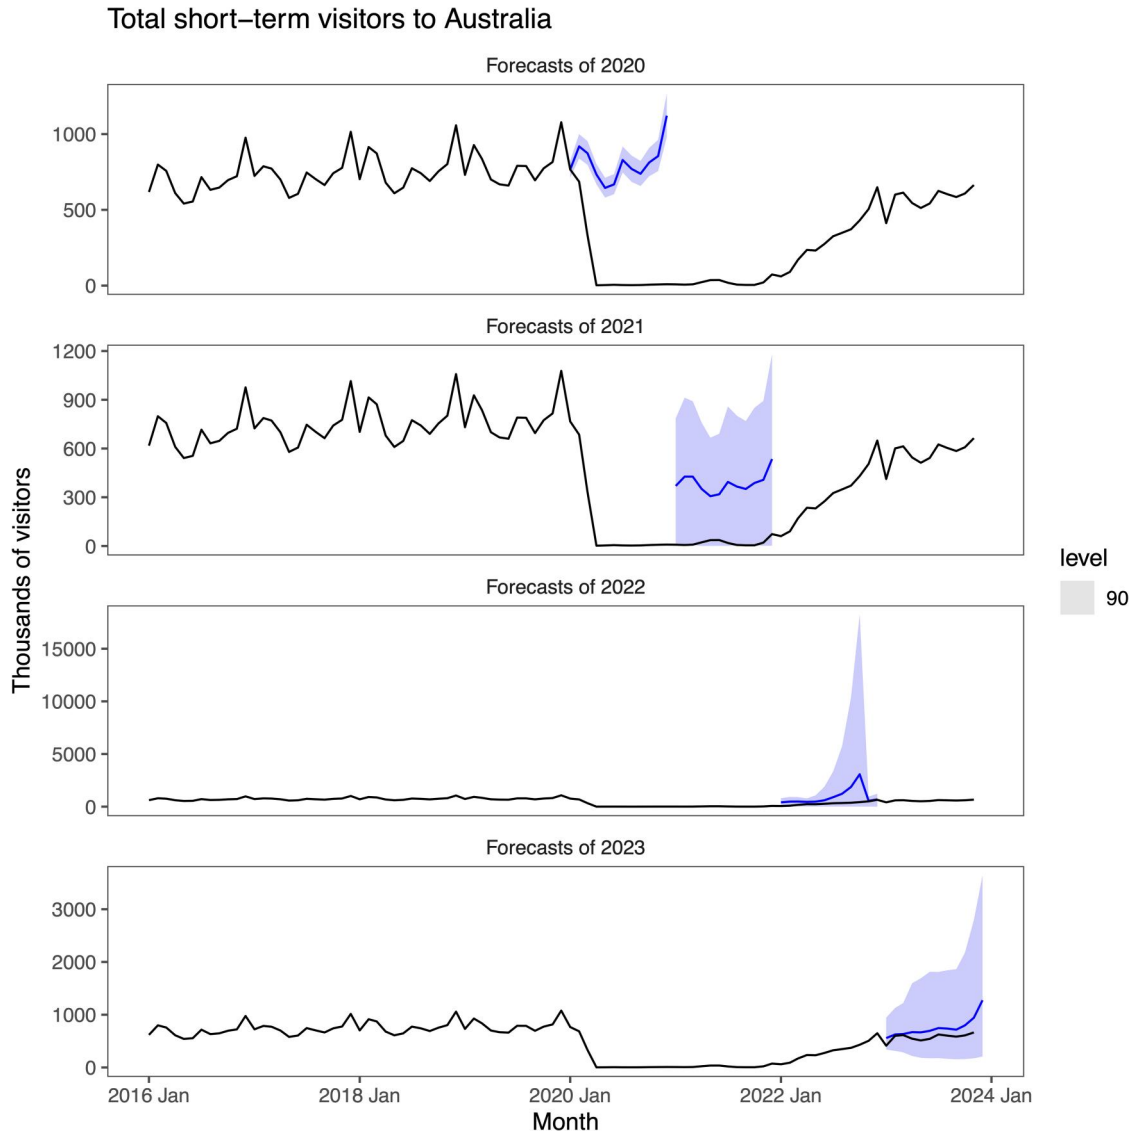 Total short–term visitors to Australia
Forecasts of 2020
1000
500
0
Forecasts of 2021
1200
900
600
300
0
Forecasts of 2022
15000
10000
5000
0
Forecasts of 2023
3000
2000
1000
0
2016 Jan 2018 Jan 2020 Jan 2022 Jan 2024 Jan
Month
Thousands of visitors
level
90